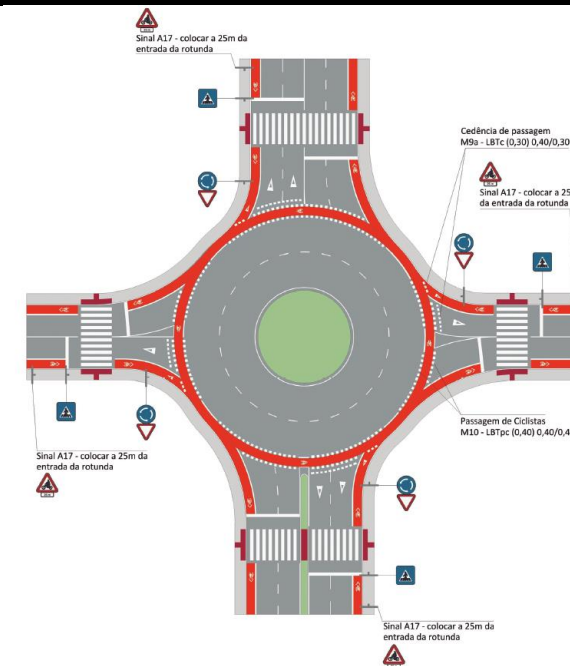 Sinal A17 - colocar a 25m da
entrada da rotunda
Cedência de passagem
M9a - LBTc (0,30) 0,40/0,30
Sinal A17 - colocar a 25
da entrada da rotunda
Passagem de Ciclistas
M10 - LBTpc (0,40) 0,40/0,4
Sinal A17 - colocar a 25m da
entrada da rotunda
Sinal A17 - colocar a 25m da
entrada da rotunda